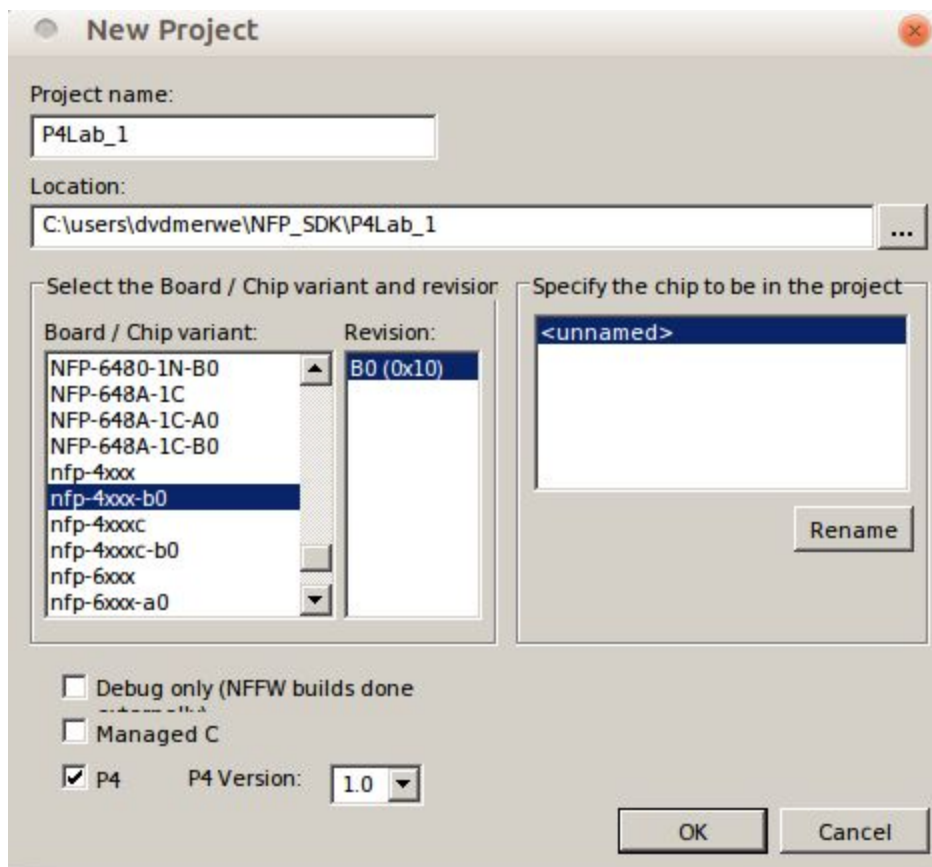 New Project
Project name:
P4Lab_1
Location:
C:\users\dvdmerwe\NFP_SDK\P4Lab_1
...
Select the Board / Chip variant and revision
Board / Chip variant:
Revision:
NFP-6480-1N-B0
NFP-648A-1C
NFP-648A-1C-A0
NFP-648A-1C-B0
nfp-4xxx
nfp-4xxx-b0
nfp-4xxxc
nfp-4xxxc-b0
nfp-6xxx
nfp-6xxx-a0
B0 (0x10)
Specify the chip to be in the project
<unnamed>
Rename
Debug only (NFFW builds done
Managed C
P4
P4 Version:
1.0
OK
Cancel